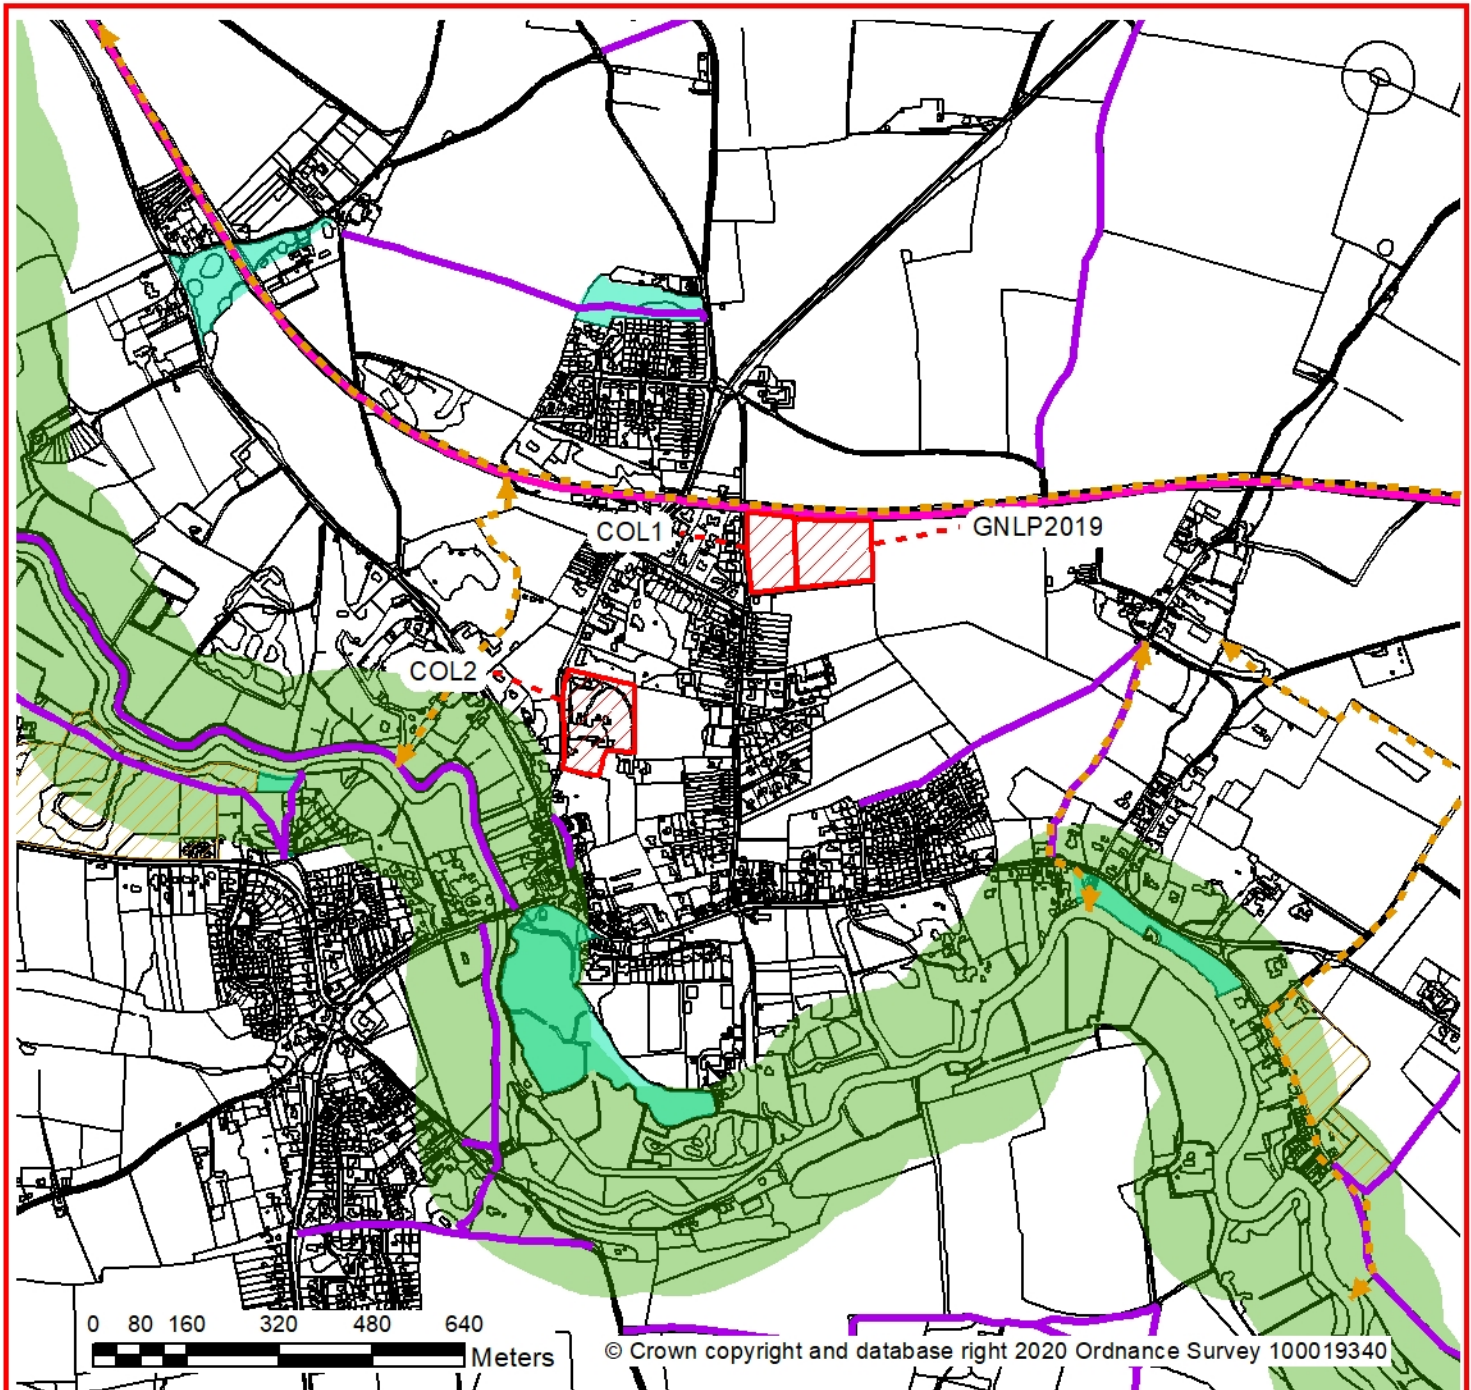 COL1
GNLP2019
COL2
0 80 160 320 480 640
Meters
© Crown copyright and database right 2020 Ordnance Survey 100019340